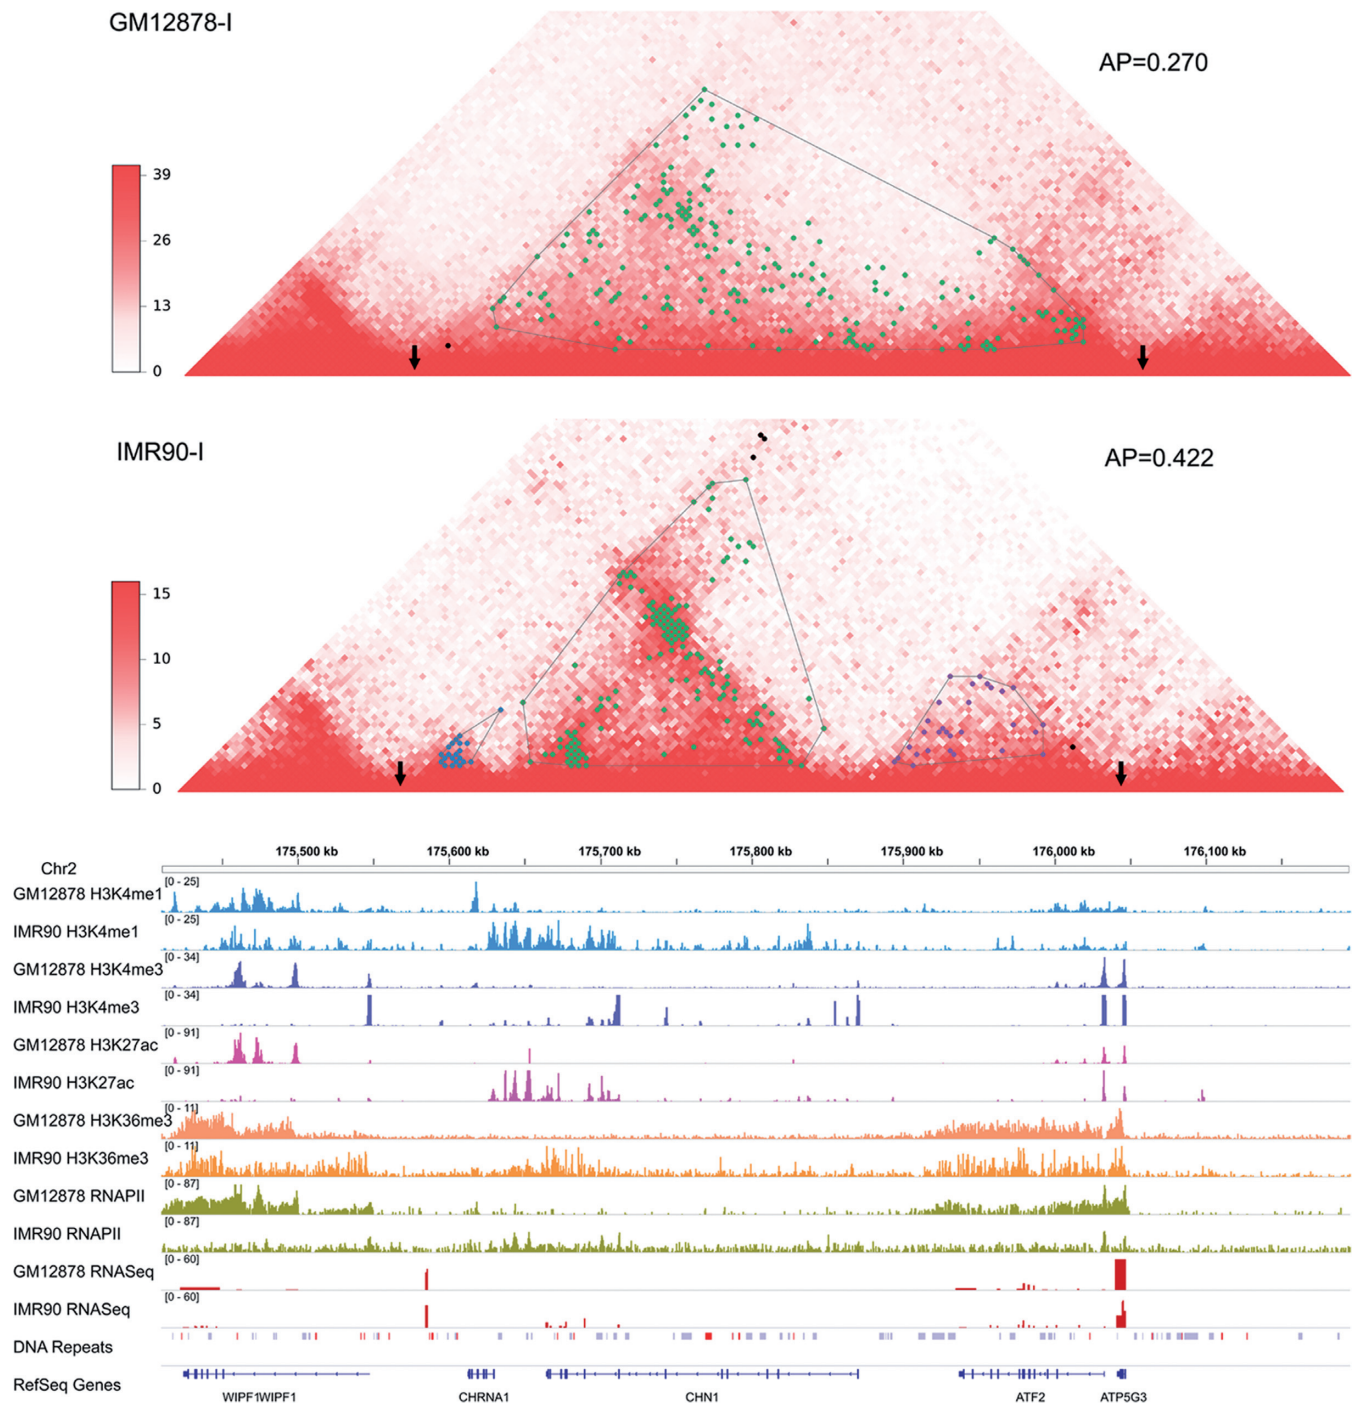 GM12878-I
AP=0.270
39
26
13
0
IMR90-I
AP=0.422
15
10
5
0
175,500 kb 175,600 kb 175,700 kb 175,800 kb 175,900 kb 176,000 kb 176,100 kb
Chr2
[0 - 25]
GM12878 H3K4me1
[0 - 25]
IMR90 H3K4me1
[0 - 34]
GM12878 H3K4me3
[0 - 34]
IMR90 H3K4me3
[0 - 91]
GM12878 H3K27ac
[0 - 91]
IMR90 H3K27ac
[0 - 11]
GM12878 H3K36me3
[0 - 11]
IMR90 H3K36me3
[0 - 87]
GM12878 RNAPII
[0 - 87]
IMR90 RNAPII
[0 - 60]
GM12878 RNASeq
[0 - 60]
IMR90 RNASeq
DNA Repeats
RefSeq Genes
WIPF1WIPF1 CHRNA1 CHN1 ATF2 ATP5G3